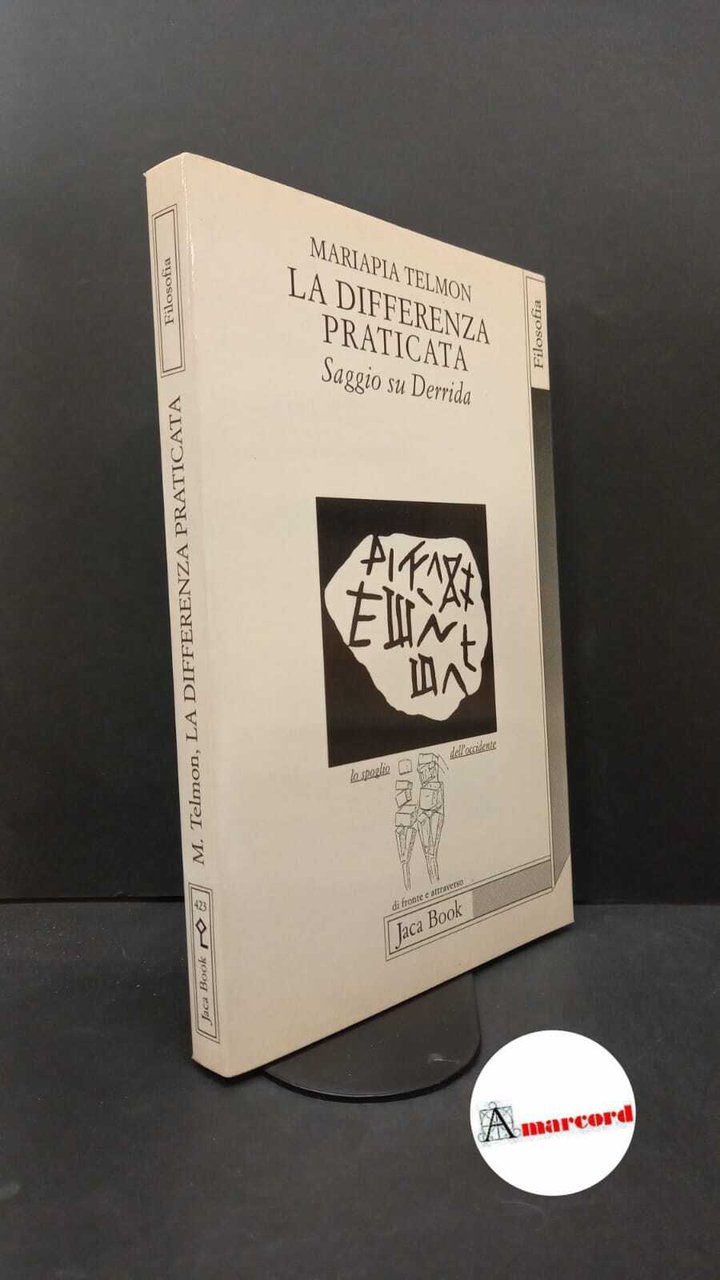 MARIAPIA TELMON
LA DIFFERENZA
PRATICATA
Saggio su Derrida
Filosofia
lo spoglio dell'occidente
di fronte e attraverso
Jaca Book
Filosofia
M. Telmon, LA DIFFERENZA PRATICATA
423
Jaca Book
Amarcord